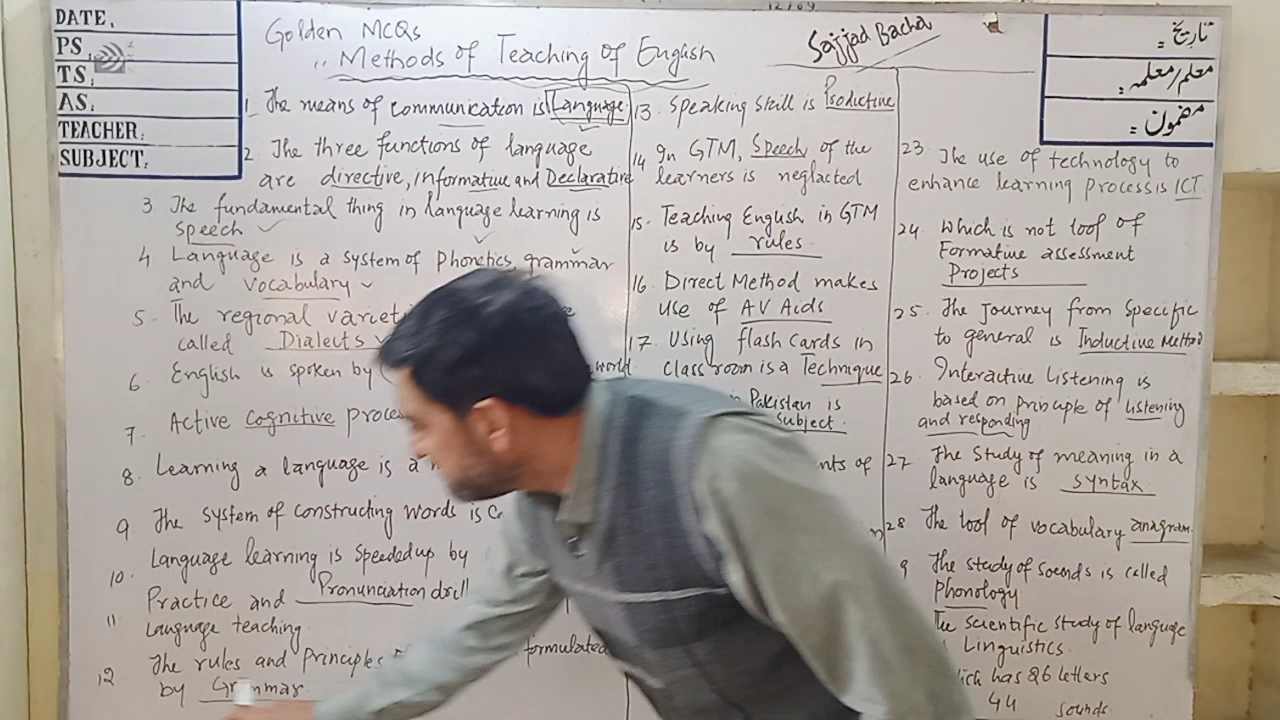 DATE,
PS,
TS,
AS,
TEACHER:
SUBJECT:
Golden MCQs
,, Methods of Teaching of English
Sajjad Bacha
تاریخ =
معلم/معلمہ =
مضمون =
1. The means of communication is Language
2. The three functions of language
are directive, informative and Declarative
3 The fundamental thing in language learning is
speech
4 Language is a system of phonetics, grammar
and vocabulary
5. The regional
called Dialects
6 English is spoken by world
7. Active cognitive
8. Learning a language is a
9 The system of constructing words is
10. Language learning is speeded up by
11 Practice and Pronunciation drill
Language teaching
12 The rules and principles formulated
by Grammar
13. Speaking skill is Productive
14 In GTM, Speech of the
learners is neglacted
15. Teaching English in GTM
is by rules.
16. Direct Method makes
use of AV Aids
17. Using flash cards in
class room is a Technique
Pakistan is
subject.
of
23 The use of technology to
enhance learning process is ICT
24. Which is not tool of
Formative assessment
Projects
25. The Journey from Specific
to general is Inductive Method
26. Interactive Listening is
based on principle of listening
and responding
27 The study of meaning in a
language is syntax.
28 The tool of vocabulary anagram
9 The study of sounds is called
Phonology
The scientific study of language
Linguistics
has 26 letters
44 sounds.